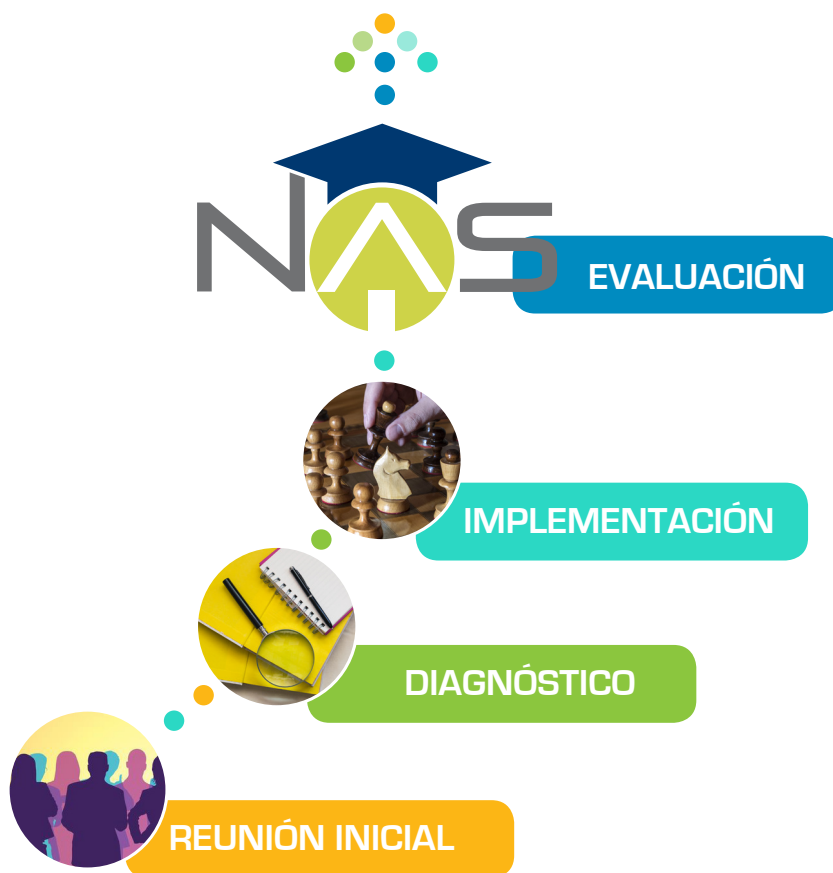 NAS
EVALUACIÓN
IMPLEMENTACIÓN
DIAGNÓSTICO
REUNIÓN INICIAL